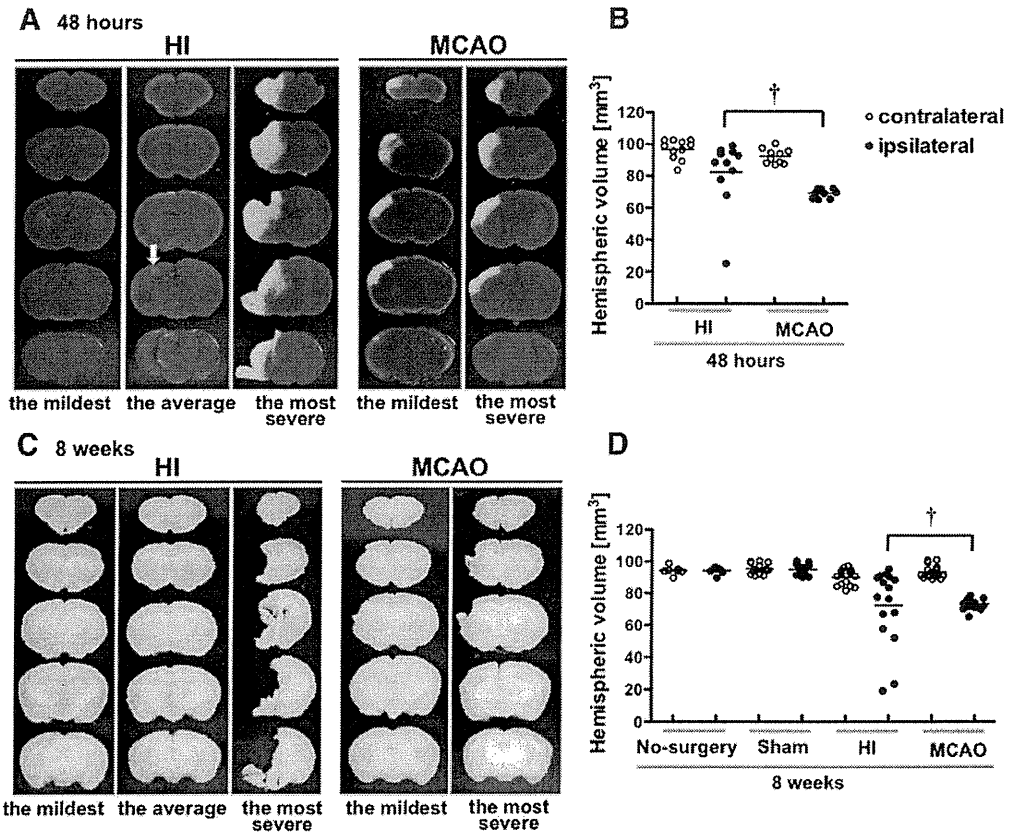 A 48 hours
HI
MCAO
the mildest
the average
the most severe
the mildest
the most severe
B
Hemispheric volume [mm³]
120
100
80
60
40
20
0
†
contralateral
ipsilateral
HI
MCAO
48 hours
C 8 weeks
HI
MCAO
the mildest
the average
the most severe
the mildest
the most severe
D
Hemispheric volume [mm³]
120
100
80
60
40
20
0
†
No-surgery
Sham
HI
MCAO
8 weeks